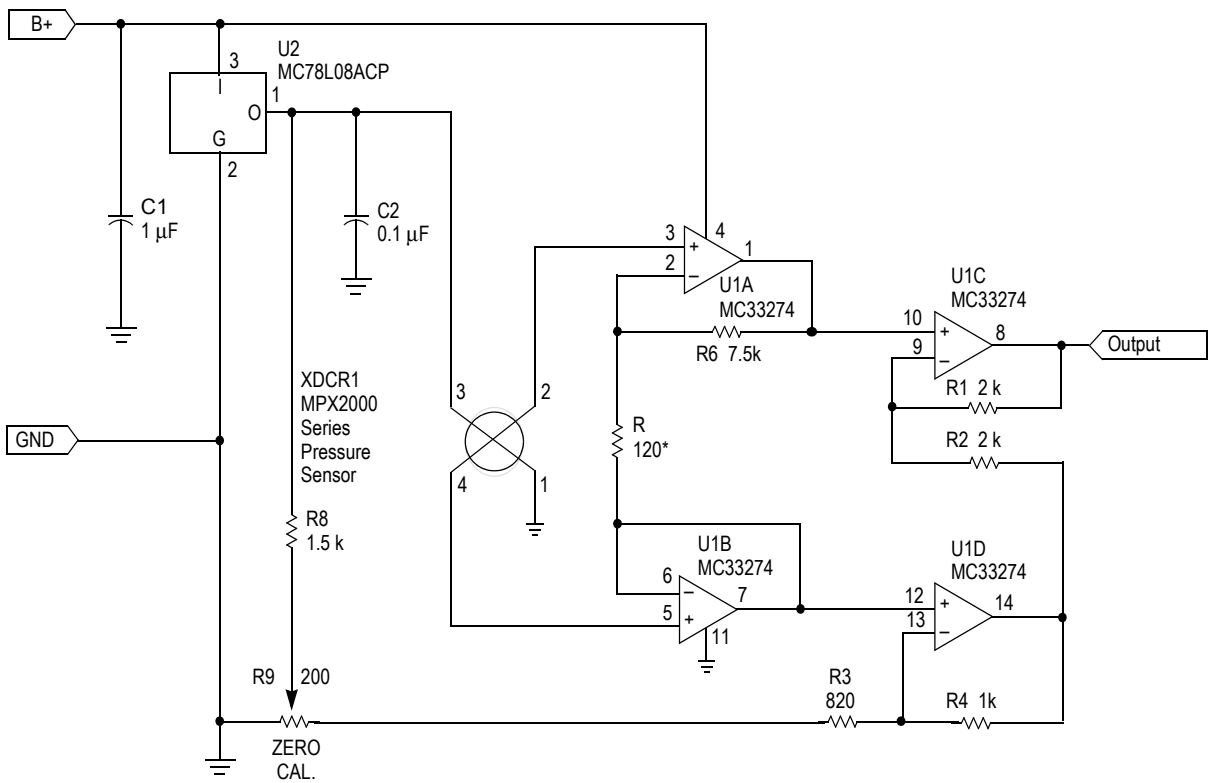 B+
3
U2
MC78L08ACP
I
1
O
G
2
C1
1 µF
C2
0.1 µF
3
4
1
+
2
–
U1A
MC33274
U1C
MC33274
10
8
+
9
–
Output
R6 7.5k
R1 2 k
XDCR1
MPX2000
Series
Pressure
Sensor
3
2
R
120*
R2 2 k
GND
4
1
R8
1.5 k
U1B
MC33274
U1D
MC33274
6
–
7
5
+
11
12
+
14
13
–
R9 200
R3
820
R4 1k
ZERO
CAL.